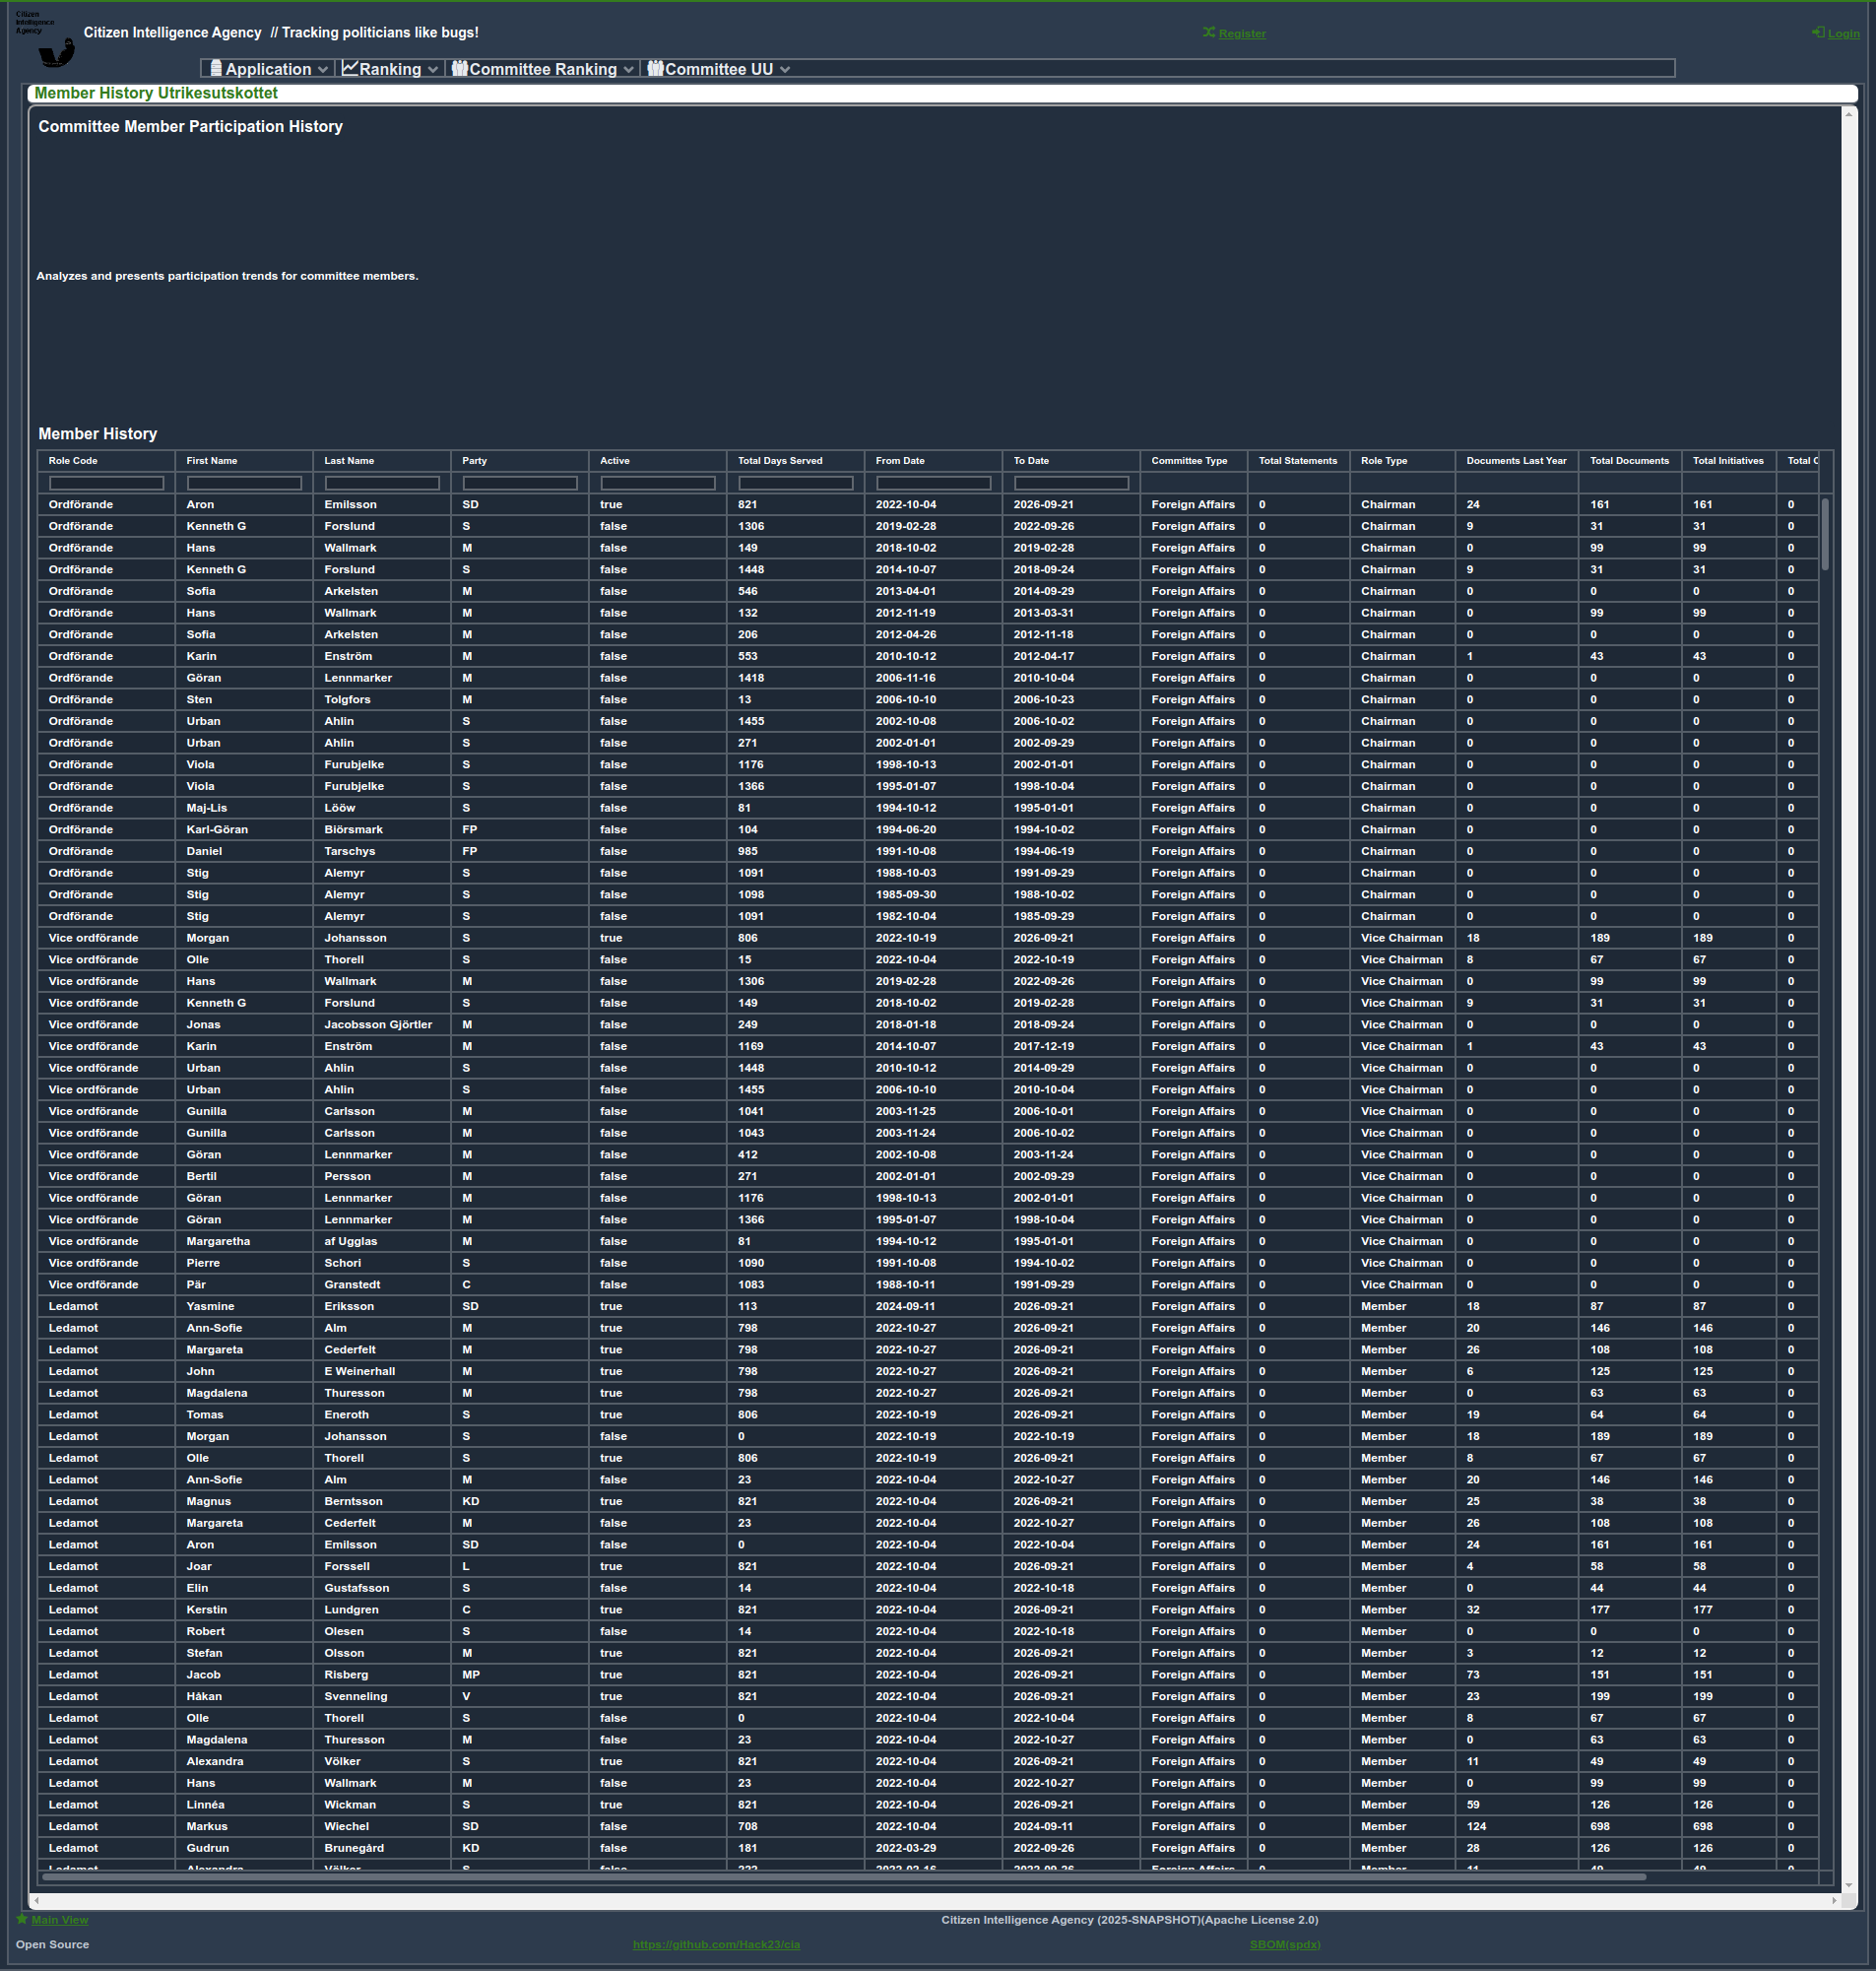 Citizen
Intelligence
Agency
Citizen Intelligence Agency // Tracking politicians like bugs!
Register
Login
Application Ranking Committee Ranking Committee UU
Member History Utrikesutskottet
Committee Member Participation History
Analyzes and presents participation trends for committee members.
Member History
Role Code First Name Last Name Party Active Total Days Served From Date To Date Committee Type Total Statements Role Type Documents Last Year Total Documents Total Initiatives Total C
Ordförande Aron Emilsson SD true 821 2022-10-04 2026-09-21 Foreign Affairs 0 Chairman 24 161 161 0
Ordförande Kenneth G Forslund S false 1306 2019-02-28 2022-09-26 Foreign Affairs 0 Chairman 9 31 31 0
Ordförande Hans Wallmark M false 149 2018-10-02 2019-02-28 Foreign Affairs 0 Chairman 0 99 99 0
Ordförande Kenneth G Forslund S false 1448 2014-10-07 2018-09-24 Foreign Affairs 0 Chairman 9 31 31 0
Ordförande Sofia Arkelsten M false 546 2013-04-01 2014-09-29 Foreign Affairs 0 Chairman 0 0 0 0
Ordförande Hans Wallmark M false 132 2012-11-19 2013-03-31 Foreign Affairs 0 Chairman 0 99 99 0
Ordförande Sofia Arkelsten M false 206 2012-04-26 2012-11-18 Foreign Affairs 0 Chairman 0 0 0 0
Ordförande Karin Enström M false 553 2010-10-12 2012-04-17 Foreign Affairs 0 Chairman 1 43 43 0
Ordförande Göran Lennmarker M false 1418 2006-11-16 2010-10-04 Foreign Affairs 0 Chairman 0 0 0 0
Ordförande Sten Tolgfors M false 13 2006-10-10 2006-10-23 Foreign Affairs 0 Chairman 0 0 0 0
Ordförande Urban Ahlin S false 1455 2002-10-08 2006-10-02 Foreign Affairs 0 Chairman 0 0 0 0
Ordförande Urban Ahlin S false 271 2002-01-01 2002-09-29 Foreign Affairs 0 Chairman 0 0 0 0
Ordförande Viola Furubjelke S false 1176 1998-10-13 2002-01-01 Foreign Affairs 0 Chairman 0 0 0 0
Ordförande Viola Furubjelke S false 1366 1995-01-07 1998-10-04 Foreign Affairs 0 Chairman 0 0 0 0
Ordförande Maj-Lis Lööw S false 81 1994-10-12 1995-01-01 Foreign Affairs 0 Chairman 0 0 0 0
Ordförande Karl-Göran Biörsmark FP false 104 1994-06-20 1994-10-02 Foreign Affairs 0 Chairman 0 0 0 0
Ordförande Daniel Tarschys FP false 985 1991-10-08 1994-06-19 Foreign Affairs 0 Chairman 0 0 0 0
Ordförande Stig Alemyr S false 1091 1988-10-03 1991-09-29 Foreign Affairs 0 Chairman 0 0 0 0
Ordförande Stig Alemyr S false 1098 1985-09-30 1988-10-02 Foreign Affairs 0 Chairman 0 0 0 0
Ordförande Stig Alemyr S false 1091 1982-10-04 1985-09-29 Foreign Affairs 0 Chairman 0 0 0 0
Vice ordförande Morgan Johansson S true 806 2022-10-19 2026-09-21 Foreign Affairs 0 Vice Chairman 18 189 189 0
Vice ordförande Olle Thorell S false 15 2022-10-04 2022-10-19 Foreign Affairs 0 Vice Chairman 8 67 67 0
Vice ordförande Hans Wallmark M false 1306 2019-02-28 2022-09-26 Foreign Affairs 0 Vice Chairman 0 99 99 0
Vice ordförande Kenneth G Forslund S false 149 2018-10-02 2019-02-28 Foreign Affairs 0 Vice Chairman 9 31 31 0
Vice ordförande Jonas Jacobsson Gjörtler M false 249 2018-01-18 2018-09-24 Foreign Affairs 0 Vice Chairman 0 0 0 0
Vice ordförande Karin Enström M false 1169 2014-10-07 2017-12-19 Foreign Affairs 0 Vice Chairman 1 43 43 0
Vice ordförande Urban Ahlin S false 1448 2010-10-12 2014-09-29 Foreign Affairs 0 Vice Chairman 0 0 0 0
Vice ordförande Urban Ahlin S false 1455 2006-10-10 2010-10-04 Foreign Affairs 0 Vice Chairman 0 0 0 0
Vice ordförande Gunilla Carlsson M false 1041 2003-11-25 2006-10-01 Foreign Affairs 0 Vice Chairman 0 0 0 0
Vice ordförande Gunilla Carlsson M false 1043 2003-11-24 2006-10-02 Foreign Affairs 0 Vice Chairman 0 0 0 0
Vice ordförande Göran Lennmarker M false 412 2002-10-08 2003-11-24 Foreign Affairs 0 Vice Chairman 0 0 0 0
Vice ordförande Bertil Persson M false 271 2002-01-01 2002-09-29 Foreign Affairs 0 Vice Chairman 0 0 0 0
Vice ordförande Göran Lennmarker M false 1176 1998-10-13 2002-01-01 Foreign Affairs 0 Vice Chairman 0 0 0 0
Vice ordförande Göran Lennmarker M false 1366 1995-01-07 1998-10-04 Foreign Affairs 0 Vice Chairman 0 0 0 0
Vice ordförande Margaretha af Ugglas M false 81 1994-10-12 1995-01-01 Foreign Affairs 0 Vice Chairman 0 0 0 0
Vice ordförande Pierre Schori S false 1090 1991-10-08 1994-10-02 Foreign Affairs 0 Vice Chairman 0 0 0 0
Vice ordförande Pär Granstedt C false 1083 1988-10-11 1991-09-29 Foreign Affairs 0 Vice Chairman 0 0 0 0
Ledamot Yasmine Eriksson SD true 113 2024-09-11 2026-09-21 Foreign Affairs 0 Member 18 87 87 0
Ledamot Ann-Sofie Alm M true 798 2022-10-27 2026-09-21 Foreign Affairs 0 Member 20 146 146 0
Ledamot Margareta Cederfelt M true 798 2022-10-27 2026-09-21 Foreign Affairs 0 Member 26 108 108 0
Ledamot John E Weinerhall M true 798 2022-10-27 2026-09-21 Foreign Affairs 0 Member 6 125 125 0
Ledamot Magdalena Thuresson M true 798 2022-10-27 2026-09-21 Foreign Affairs 0 Member 0 63 63 0
Ledamot Tomas Eneroth S true 806 2022-10-19 2026-09-21 Foreign Affairs 0 Member 19 64 64 0
Ledamot Morgan Johansson S false 0 2022-10-19 2022-10-19 Foreign Affairs 0 Member 18 189 189 0
Ledamot Olle Thorell S true 806 2022-10-19 2026-09-21 Foreign Affairs 0 Member 8 67 67 0
Ledamot Ann-Sofie Alm M false 23 2022-10-04 2022-10-27 Foreign Affairs 0 Member 20 146 146 0
Ledamot Magnus Berntsson KD true 821 2022-10-04 2026-09-21 Foreign Affairs 0 Member 25 38 38 0
Ledamot Margareta Cederfelt M false 23 2022-10-04 2022-10-27 Foreign Affairs 0 Member 26 108 108 0
Ledamot Aron Emilsson SD false 0 2022-10-04 2022-10-04 Foreign Affairs 0 Member 24 161 161 0
Ledamot Joar Forssell L true 821 2022-10-04 2026-09-21 Foreign Affairs 0 Member 4 58 58 0
Ledamot Elin Gustafsson S false 14 2022-10-04 2022-10-18 Foreign Affairs 0 Member 0 44 44 0
Ledamot Kerstin Lundgren C true 821 2022-10-04 2026-09-21 Foreign Affairs 0 Member 32 177 177 0
Ledamot Robert Olesen S false 14 2022-10-04 2022-10-18 Foreign Affairs 0 Member 0 0 0 0
Ledamot Stefan Olsson M true 821 2022-10-04 2026-09-21 Foreign Affairs 0 Member 3 12 12 0
Ledamot Jacob Risberg MP true 821 2022-10-04 2026-09-21 Foreign Affairs 0 Member 73 151 151 0
Ledamot Håkan Svenneling V true 821 2022-10-04 2026-09-21 Foreign Affairs 0 Member 23 199 199 0
Ledamot Olle Thorell S false 0 2022-10-04 2022-10-04 Foreign Affairs 0 Member 8 67 67 0
Ledamot Magdalena Thuresson M false 23 2022-10-04 2022-10-27 Foreign Affairs 0 Member 0 63 63 0
Ledamot Alexandra Völker S true 821 2022-10-04 2026-09-21 Foreign Affairs 0 Member 11 49 49 0
Ledamot Hans Wallmark M false 23 2022-10-04 2022-10-27 Foreign Affairs 0 Member 0 99 99 0
Ledamot Linnéa Wickman S true 821 2022-10-04 2026-09-21 Foreign Affairs 0 Member 59 126 126 0
Ledamot Markus Wiechel SD false 708 2022-10-04 2024-09-11 Foreign Affairs 0 Member 124 698 698 0
Ledamot Gudrun Brunegård KD false 181 2022-03-29 2022-09-26 Foreign Affairs 0 Member 28 126 126 0
Ledamot Alexandra Völker S false Foreign Affairs 0 Member 11 49 49 0
Main View
Citizen Intelligence Agency (2025-SNAPSHOT)(Apache License 2.0)
Open Source
https://github.com/Hack23/cia
SBOM(spdx)